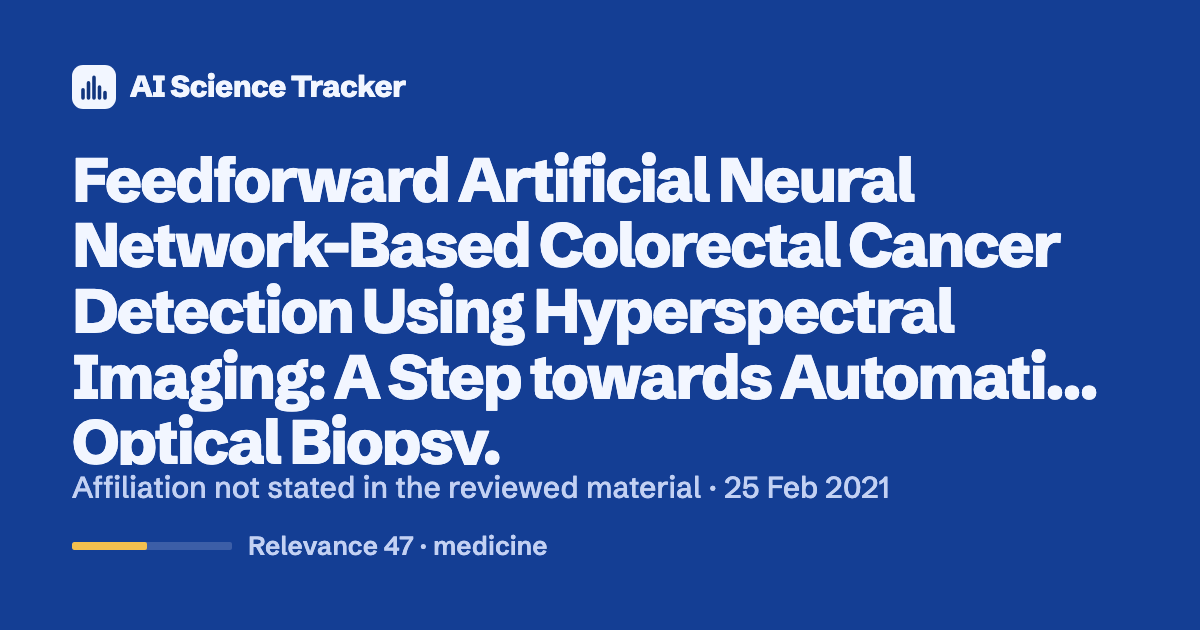 AI Science Tracker
Feedforward Artificial Neural
Network-Based Colorectal Cancer
Detection Using Hyperspectral
Imaging: A Step towards Automati...
Optical Biopsy.
Affiliation not stated in the reviewed material · 25 Feb 2021
Relevance 47 · medicine